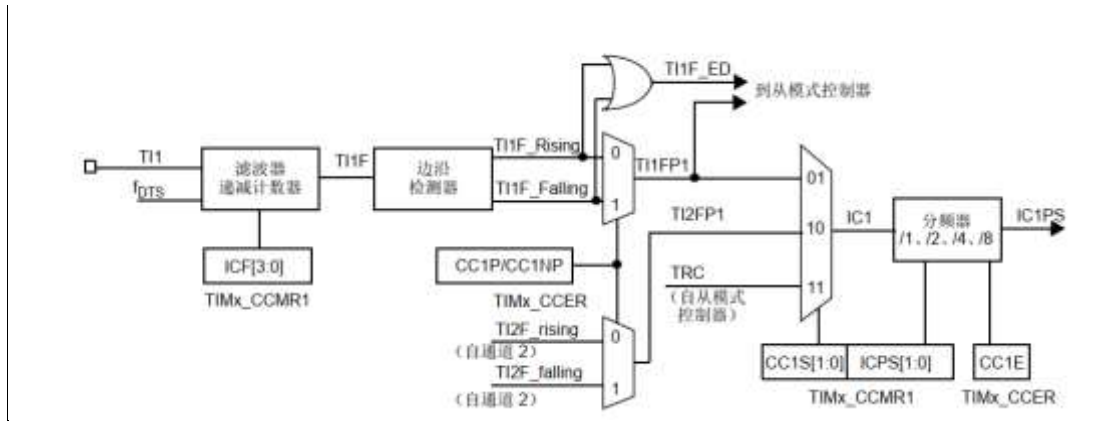 TI1F_ED
到从模式控制器
TI1
fDTS
滤波器
递减计数器
TI1F
边沿
检测器
TI1F_Rising
TI1F_Falling
0
1
TI1FP1
TI2FP1
01
10
11
IC1
分频器
/1、/2、/4、/8
IC1PS
ICF[3:0]
TIMx_CCMR1
CC1P/CC1NP
TIMx_CCER
TRC
（自从模式
控制器）
TI2F_rising
（自通道 2）
TI2F_falling
（自通道 2）
0
1
CC1S[1:0]
ICPS[1:0]
CC1E
TIMx_CCMR1
TIMx_CCER